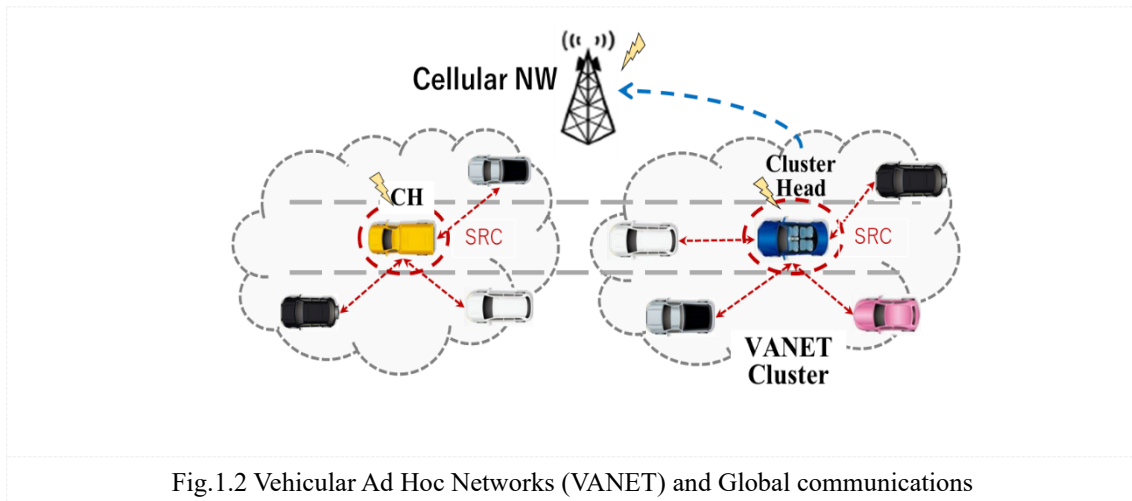 Cellular NW
Cluster
Head
CH
SRC
SRC
VANET
Cluster
Fig.1.2 Vehicular Ad Hoc Networks (VANET) and Global communications